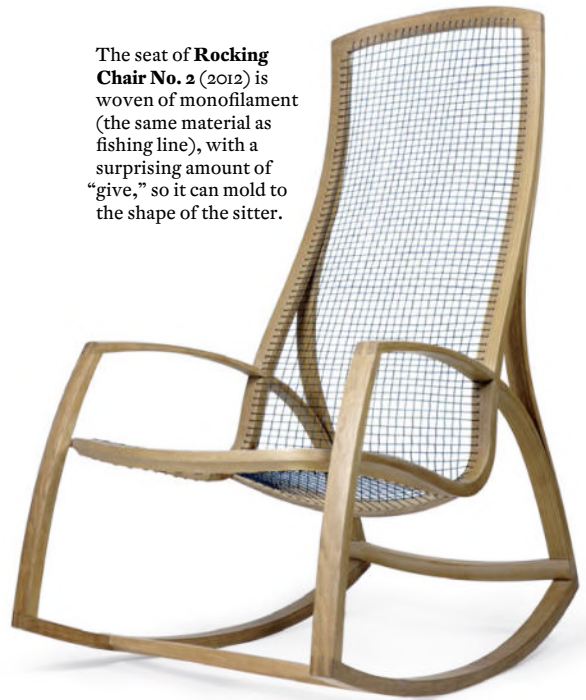 The seat of Rocking
Chair No. 2 (2012) is
woven of monofilament
(the same material as
fishing line), with a
surprising amount of
“give,” so it can mold to
the shape of the sitter.